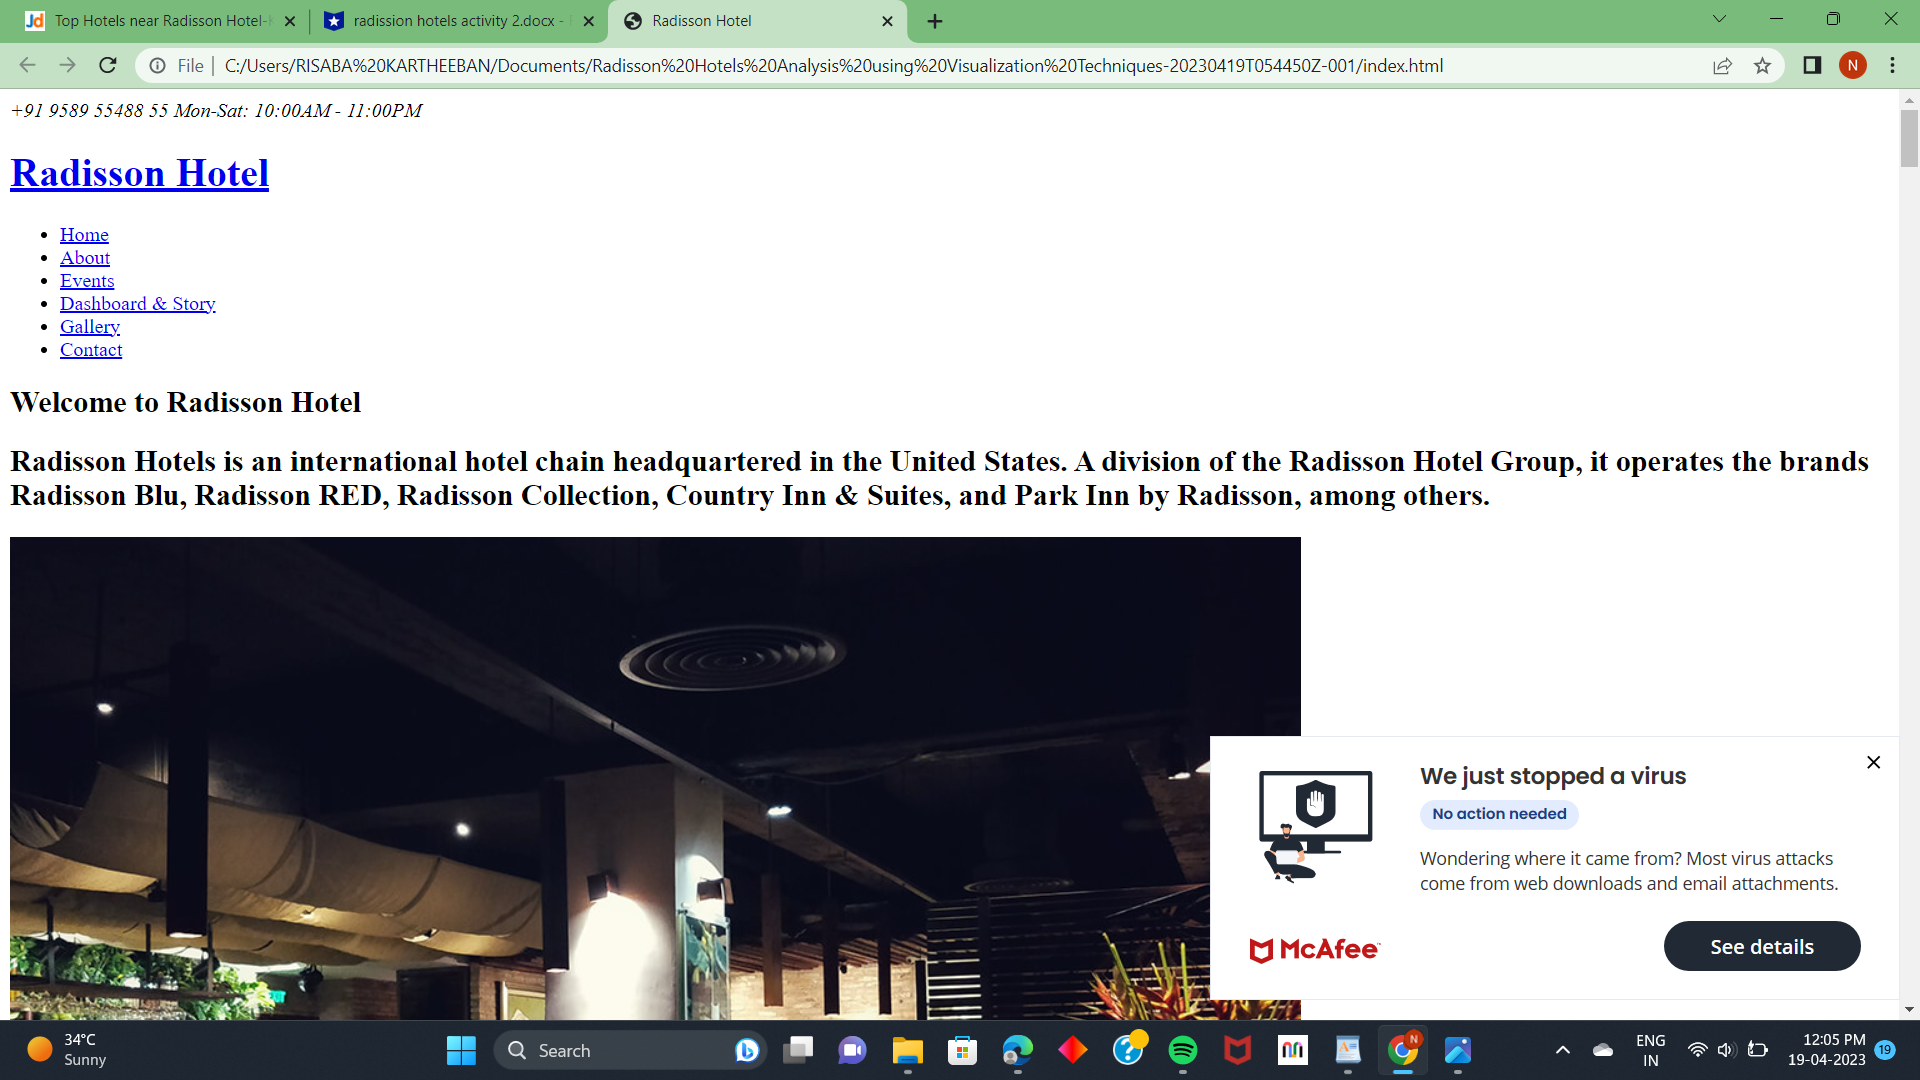 Top Hotels near Radisson Hotel-
radission hotels activity 2.docx -
Radisson Hotel
File
C:/Users/RISABA%20KARTHEEBAN/Documents/Radisson%20Hotels%20Analysis%20using%20Visualization%20Techniques-20230419T054450Z-001/index.html
N
+91 9589 55488 55 Mon-Sat: 10:00AM - 11:00PM
Radisson Hotel
Home
About
Events
Dashboard & Story
Gallery
Contact
Welcome to Radisson Hotel
Radisson Hotels is an international hotel chain headquartered in the United States. A division of the Radisson Hotel Group, it operates the brands
Radisson Blu, Radisson RED, Radisson Collection, Country Inn & Suites, and Park Inn by Radisson, among others.
We just stopped a virus
No action needed
Wondering where it came from? Most virus attacks
come from web downloads and email attachments.
McAfee
See details
34°C
Sunny
Search
N
ENG
IN
12:05 PM
19-04-2023
19